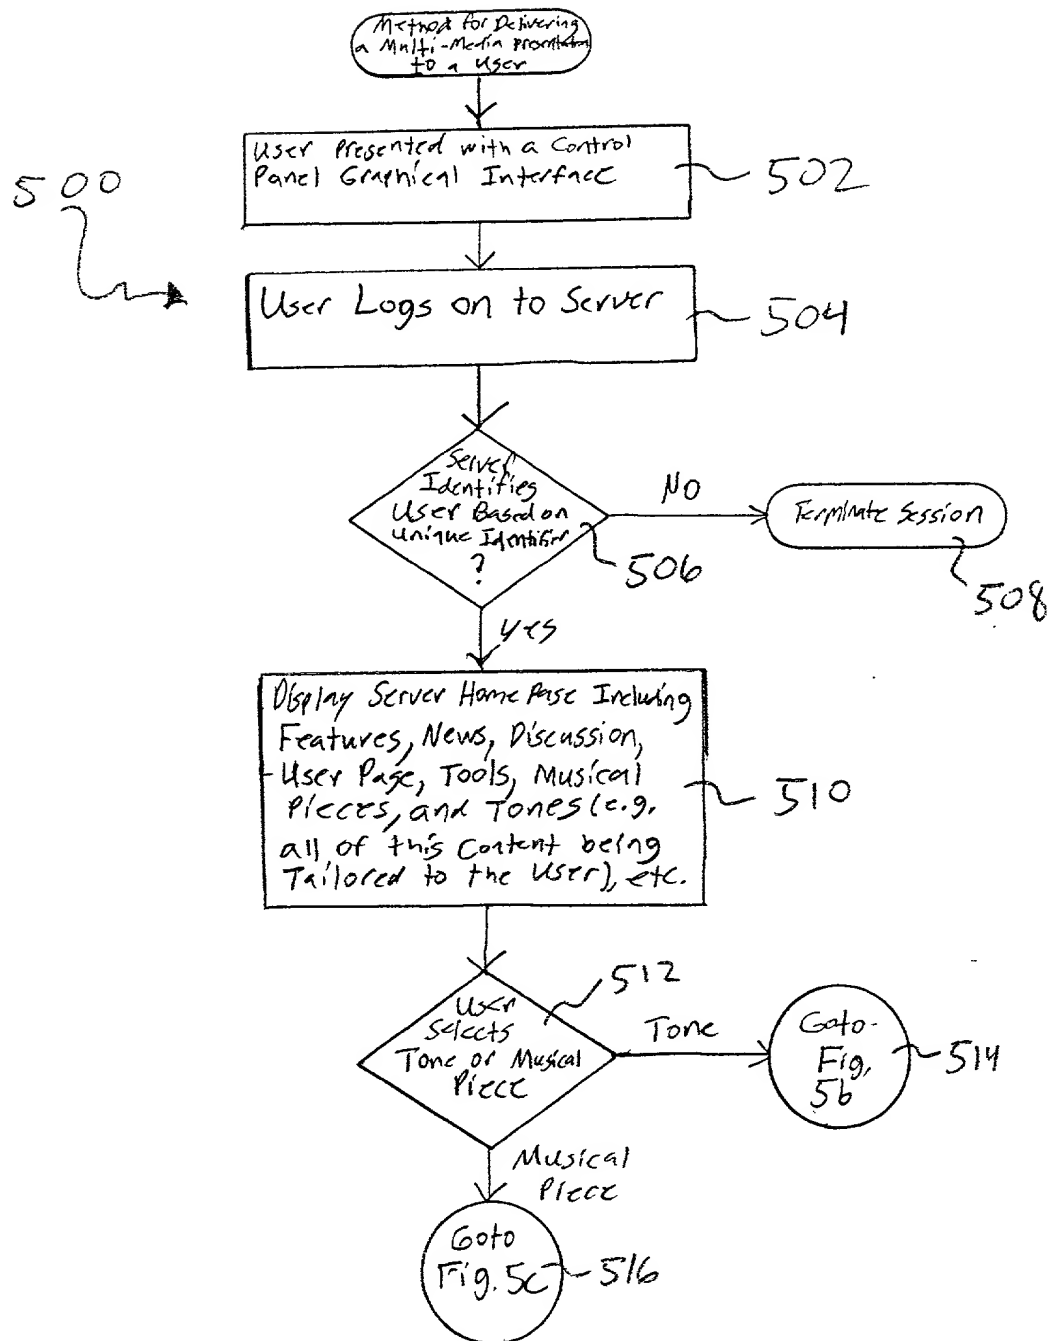 Method for Delivering
a Multi-Media presentation
to a user
User Presented with a Control
Panel Graphical Interface
502
500
User Logs on to Server
504
Server
Identifies
User Based on
unique Identifier
?
506
NO
Terminate Session
508
yes
Display Server Home Page Including
Features, News, Discussion,
User Page, Tools, Musical
Pieces, and Tones (e.g.
all of this Content being
Tailored to the User), etc.
510
512
User
Selects
Tone or Musical
Piece
Tone
Goto
Fig.
5b
514
Musical
Piece
Goto
Fig. 5c
516